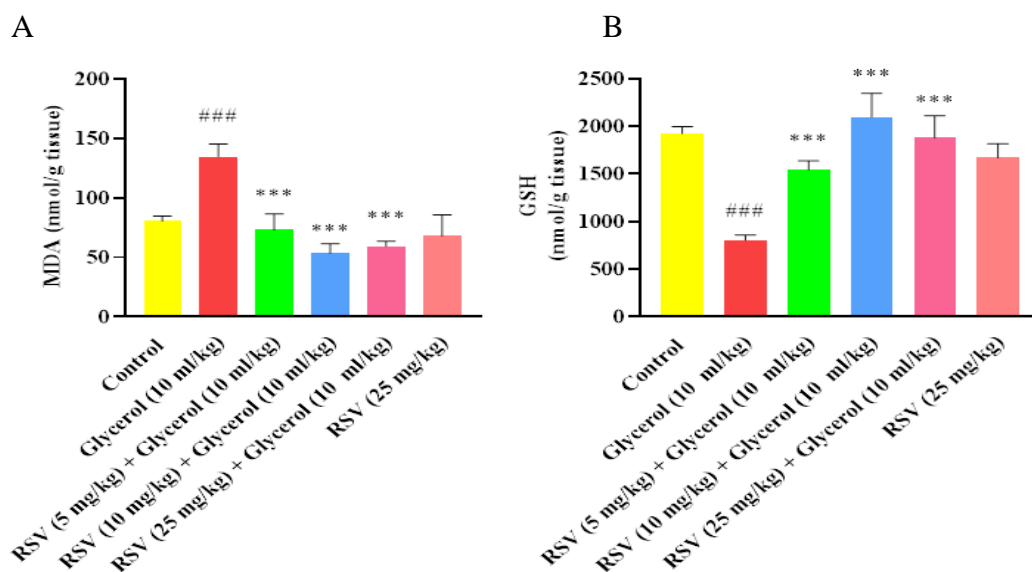 A
MDA (nmol/g tissue)
200
150
100
50
0
###
***
***
***
Control
Glycerol (10 ml/kg)
RSV (5 mg/kg) + Glycerol (10 ml/kg)
RSV (10 mg/kg) + Glycerol (10 ml/kg)
RSV (25 mg/kg) + Glycerol (10 ml/kg)
RSV (25 mg/kg)
B
GSH
(nmol/g tissue)
2500
2000
1500
1000
500
0
###
***
***
***
Control
Glycerol (10 ml/kg)
RSV (5 mg/kg) + Glycerol (10 ml/kg)
RSV (10 mg/kg) + Glycerol (10 ml/kg)
RSV (25 mg/kg) + Glycerol (10 ml/kg)
RSV (25 mg/kg)